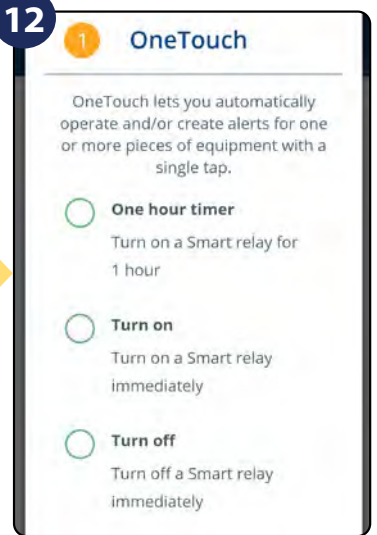 12
1 OneTouch
OneTouch lets you automatically
operate and/or create alerts for one
or more pieces of equipment with a
single tap.
One hour timer
Turn on a Smart relay for
1 hour
Turn on
Turn on a Smart relay
immediately
Turn off
Turn off a Smart relay
immediately